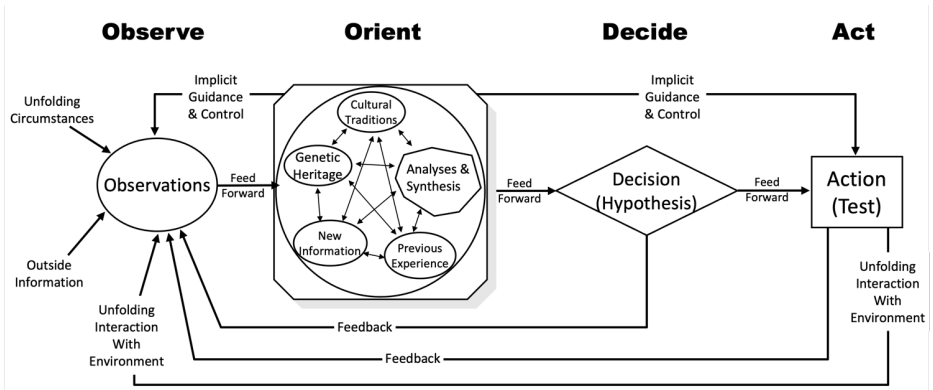 Observe
Orient
Decide
Act
Implicit
Guidance
& Control
Implicit
Guidance
& Control
Unfolding
Circumstances
Observations
Outside
Information
Feed
Forward
Cultural
Traditions
Genetic
Heritage
Analyses &
Synthesis
New
Information
Previous
Experience
Feed
Forward
Decision
(Hypothesis)
Feed
Forward
Action
(Test)
Unfolding
Interaction
With
Environment
Unfolding
Interaction
With
Environment
Feedback
Feedback